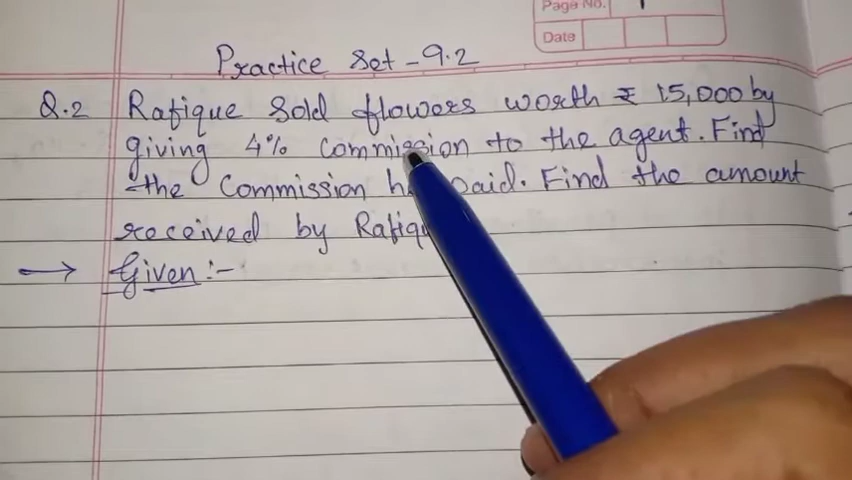 Page No.
Date
Practice Set - 9.2
Q.2 Rafique Sold flowers worth ₹ 15,000 by
giving 4% Commission to the agent. Find
the Commission paid. Find the amount
received by
→ Given :-